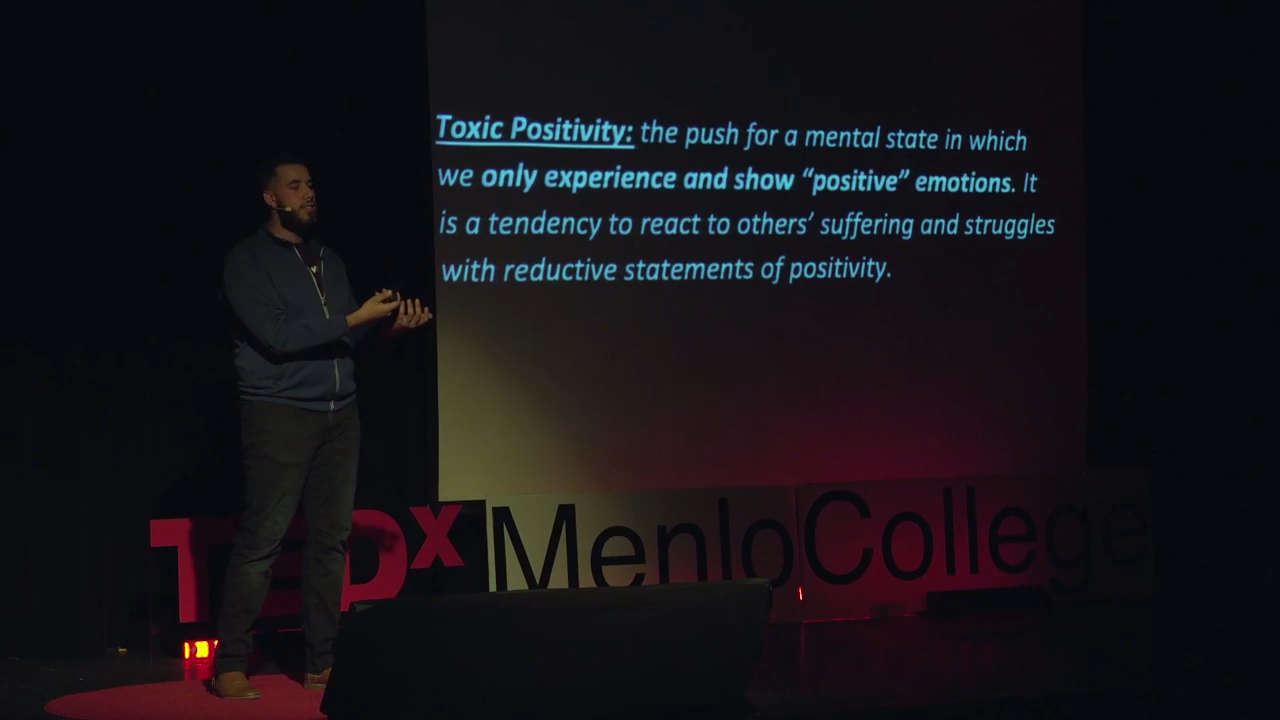 Toxic Positivity: the push for a mental state in which
we only experience and show “positive” emotions. It
is a tendency to react to others’ suffering and struggles
with reductive statements of positivity.
TEDx MenloCollege